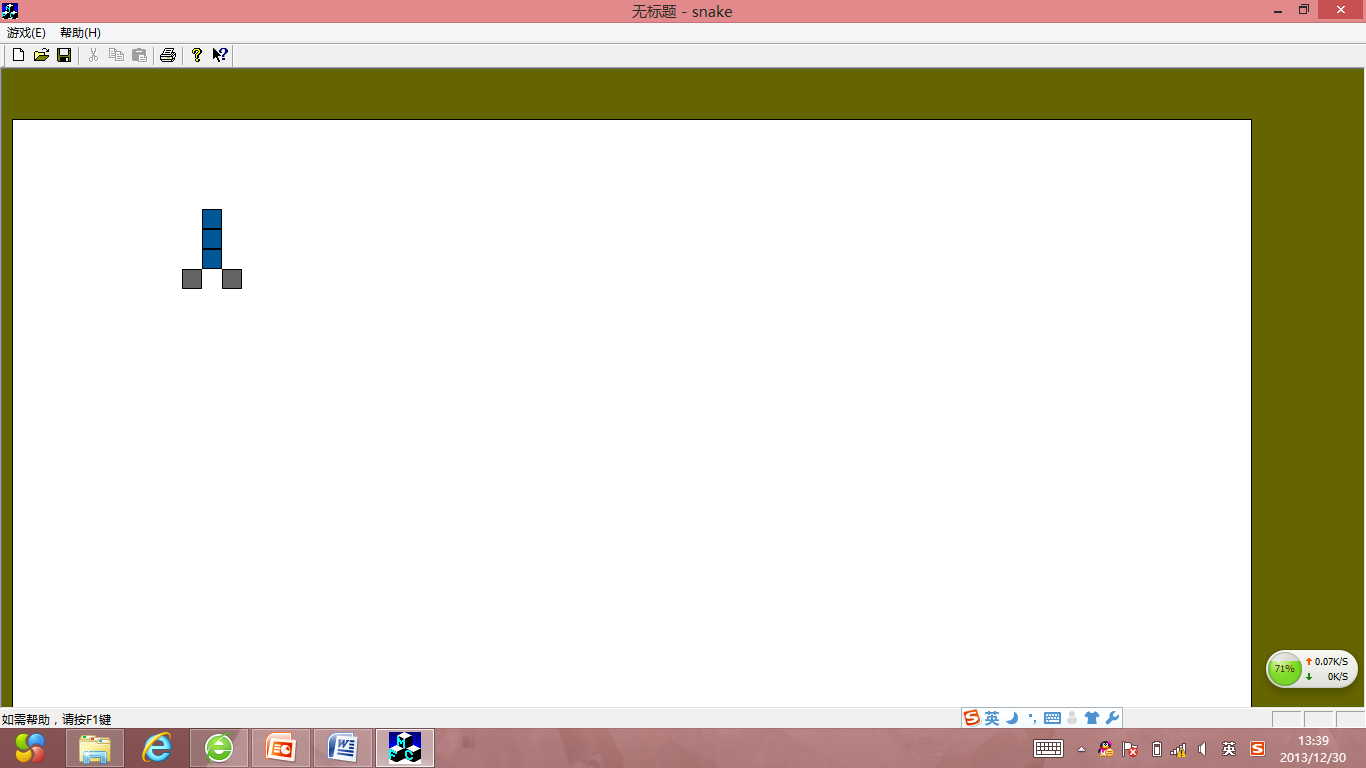 无标题 - snake
游戏(E) 帮助(H)
71% 0.07K/S
0K/S
如需帮助，请按F1键
英
英
13:39
2013/12/30